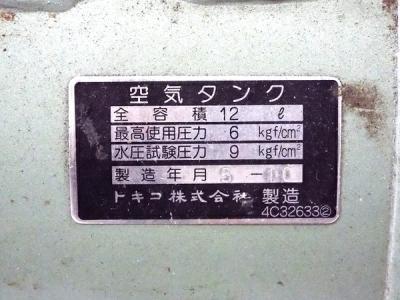 空気タンク
全容積 12 ℓ
最高使用圧力 6 kgf/cm²
水圧試験圧力 9 kgf/cm²
製造年月 — 10
トキコ株式会社 製造
4C32633②